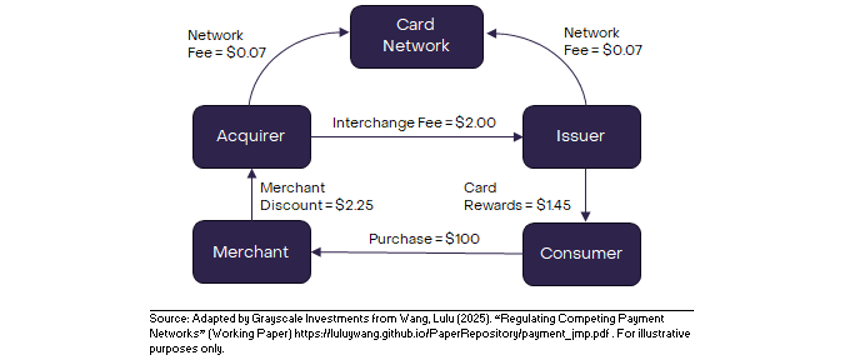 Network
Fee = $0.07
Card
Network
Network
Fee = $0.07
Acquirer
Interchange Fee = $2.00
Issuer
Merchant
Discount = $2.25
Card
Rewards = $1.45
Merchant
Purchase = $100
Consumer
Source: Adapted by Grayscale Investments from Wang, Lulu (2025). “Regulating Competing Payment
Networks” (Working Paper) https://luluywang.github.io/PaperRepository/payment_jmp.pdf . For illustrative
purposes only.